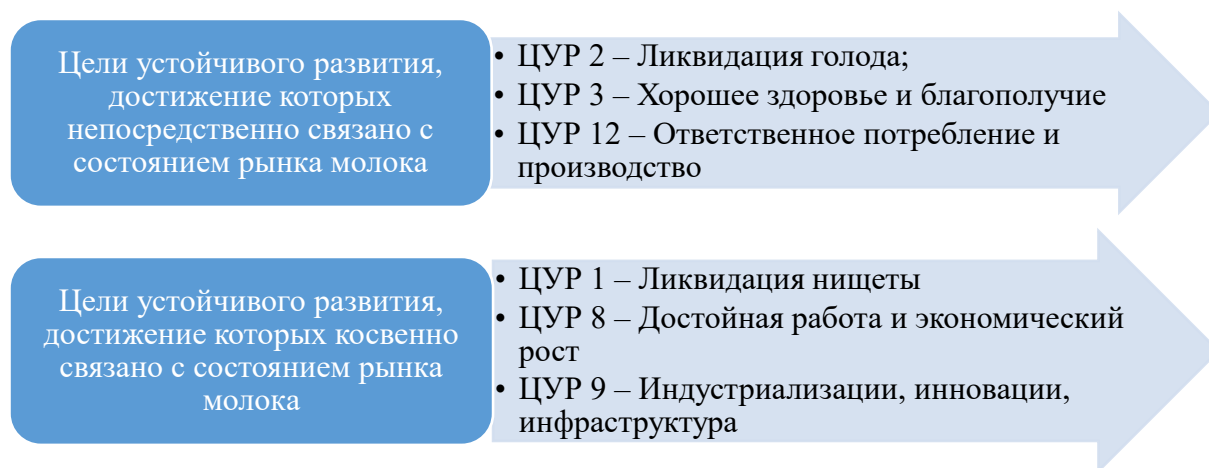 Цели устойчивого развития,
достижение которых
непосредственно связано с
состоянием рынка молока
• ЦУР 2 – Ликвидация голода;
• ЦУР 3 – Хорошее здоровье и благополучие
• ЦУР 12 – Ответственное потребление и
производство
Цели устойчивого развития,
достижение которых косвенно
связано с состоянием рынка
молока
• ЦУР 1 – Ликвидация нищеты
• ЦУР 8 – Достойная работа и экономический
рост
• ЦУР 9 – Индустриализации, инновации,
инфраструктура